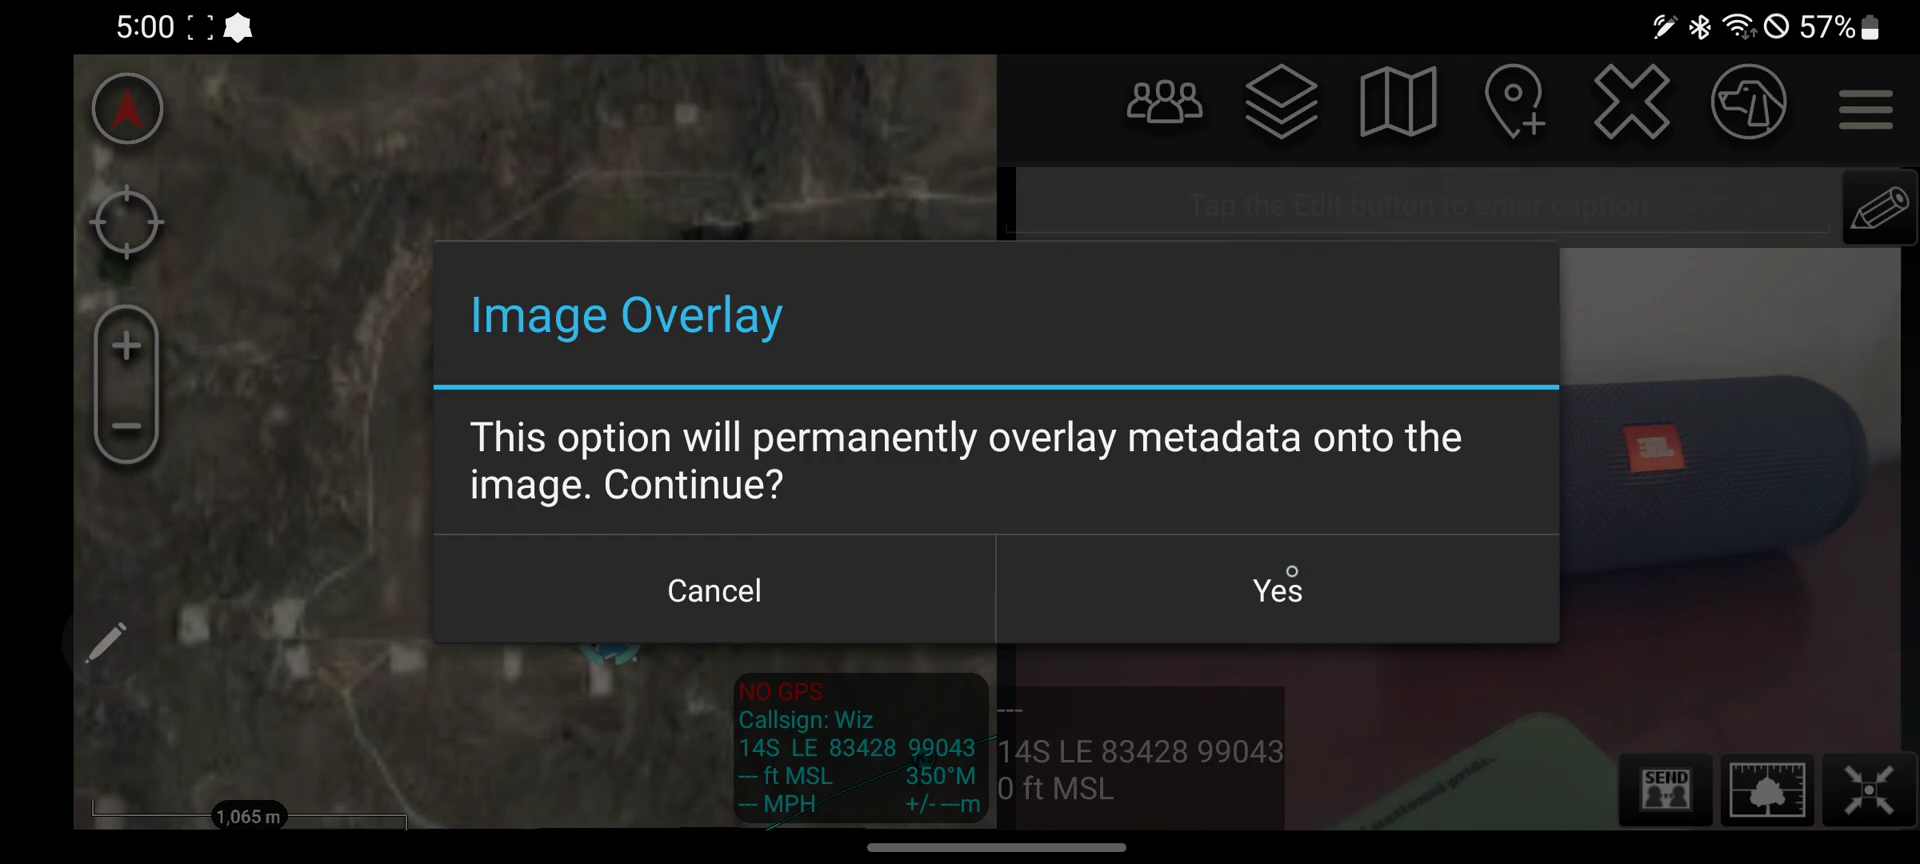 5:00
57%
Tap the Edit button to enter caption
Image Overlay
This option will permanently overlay metadata onto the
image. Continue?
Cancel
Yes
JBL
NO GPS
Callsign: Wiz
14S LE 83428 99043
--- ft MSL 350°M
--- MPH +/- ---m
---
14S LE 83428 99043
0 ft MSL
1,065 m
SEND